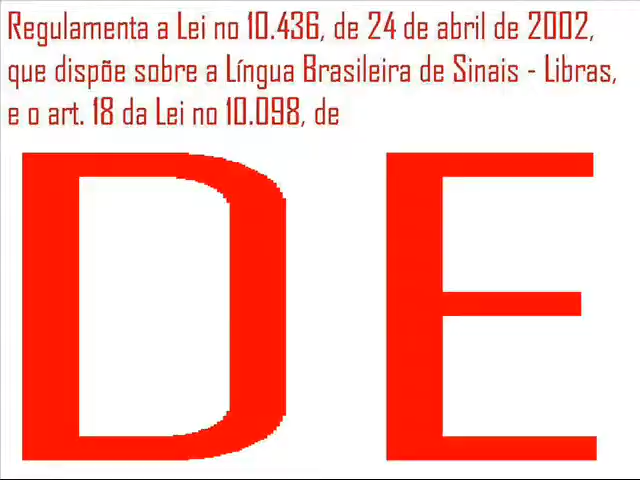 Regulamenta a Lei no 10.436, de 24 de abril de 2002,
que dispõe sobre a Língua Brasileira de Sinais - Libras,
e o art. 18 da Lei no 10.098, de
DE